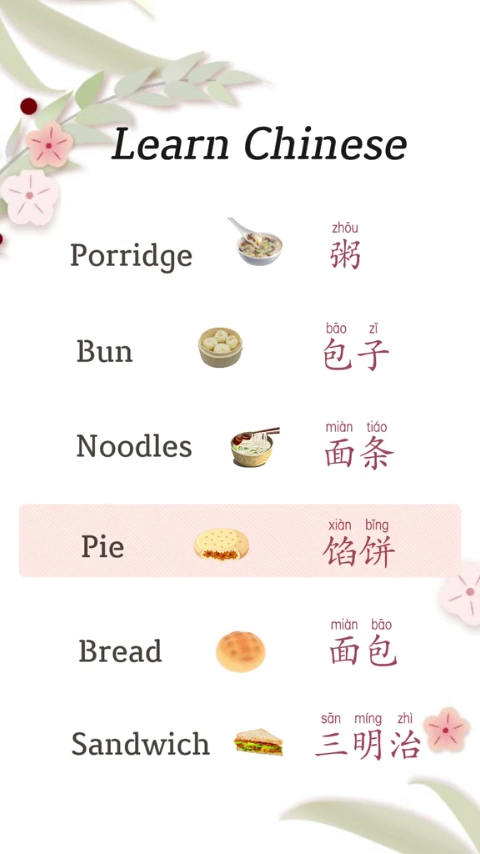 Learn Chinese
Porridge
zhōu
粥
Bun
bāo zǐ
包子
Noodles
miàn tiáo
面条
Pie
xiàn bǐng
馅饼
Bread
miàn bāo
面包
Sandwich
sān míng zhì
三明治